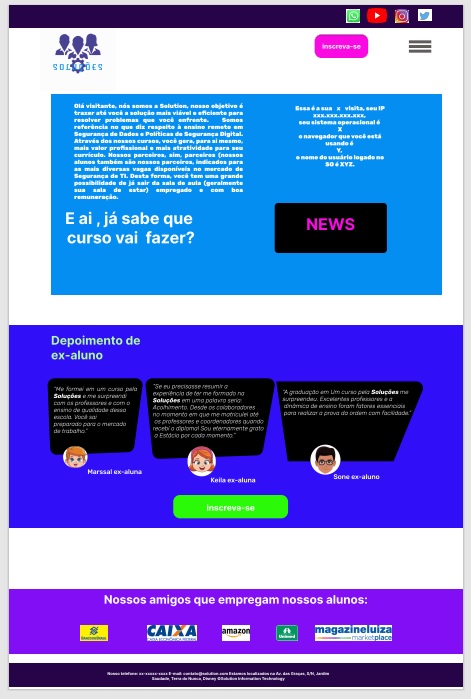 inscreva-se
SOLUÇÕES
Olá visitante, nós somos a Solution, nosso objetivo é
trazer até você a solução mais viável e eficiente para
resolver problemas que você enfrente. Somos
referência no que diz respeito à ensino remoto em
Segurança de Dados e Políticas de Segurança Digital.
Através dos nossos cursos, você gera, para si mesmo,
mais valor profissional e mais atratividade para seu
currículo. Nossos parceiros, sim, parceiros (nossos
alunos também são nossos parceiros, indicados para
as mais diversas vagas disponíveis no mercado de
Segurança de TI. Desta forma, você tem uma grande
possibilidade de já sair da sala de aula (geralmente
sua sala de estar) empregado e com boa
remuneração.
Essa é a sua x visita, seu IP
xxx.xxx.xxx.xxx,
seu sistema operacional é
X
o navegador que você está
usando é
Y,
o nome do usuário logado no
SO é XYZ.
E ai , já sabe que
curso vai fazer?
NEWS
Depoimento de
ex-aluno
"Me formei em um curso pela
Soluções e me surpreendi
com os professores e com o
ensino de qualidade dessa
escola. Você sai
preparado para o mercado
de trabalho."
Marssal ex-aluna
"Se eu precisasse resumir a
experiência de ter me formado na
Soluções em uma palavra seria:
Acolhimento. Desde os colaboradores
no momento em que me matriculei até
os professores e coordenadores quando
recebi o diploma! Sou eternamente grata
a Estácio por cada momento."
Keila ex-aluna
"A graduação em Um curso pela Soluções me
surpreendeu. Excelentes professores e a
dinâmica de ensino foram fatores essenciais
para realizar a prova da ordem com facilidade."
Sone ex-aluno
inscreva-se
Nossos amigos que empregam nossos alunos:
BANCO DO BRASIL
CAIXA
CAIXA ECONÔMICA FEDERAL
amazon
Unimed
magazineluiza
marketplace
Nosso telefone: xx-xxxxx-xxxx E-mail: contato@solution.com Estamos localizados na Av. das Graças, S/N, Jardim
Saudade, Terra do Nunca, Disney ©Solution Information Technology